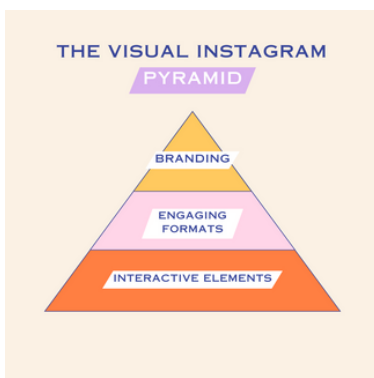 THE VISUAL INSTAGRAM
PYRAMID
BRANDING
ENGAGING
FORMATS
INTERACTIVE ELEMENTS